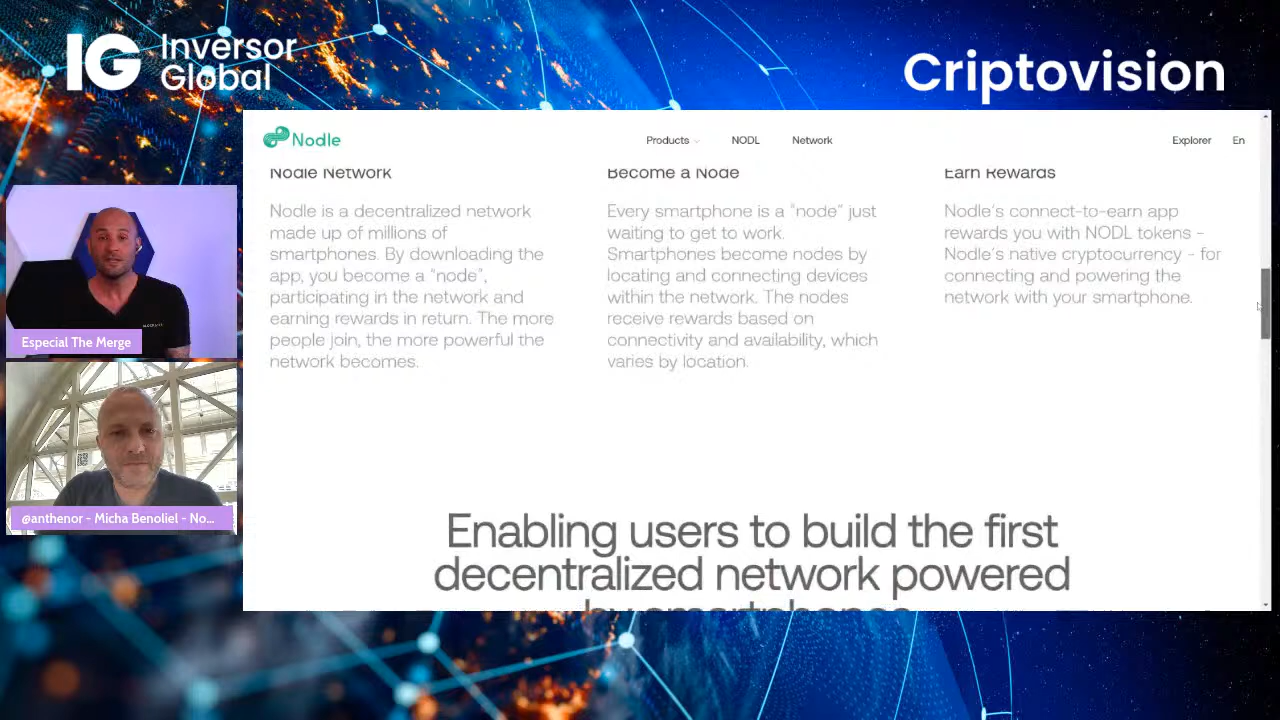 IG Inversor
Global
Criptovision
Nodle
Products
NODL
Network
Explorer
En
Nodle Network
Nodle is a decentralized network
made up of millions of
smartphones. By downloading the
app, you become a “node”,
participating in the network and
earning rewards in return. The more
people join, the more powerful the
network becomes.
Become a Node
Every smartphone is a “node” just
waiting to get to work.
Smartphones become nodes by
locating and connecting devices
within the network. The nodes
receive rewards based on
connectivity and availability, which
varies by location.
Earn Rewards
Nodle’s connect-to-earn app
rewards you with NODL tokens –
Nodle’s native cryptocurrency – for
connecting and powering the
network with your smartphone.
Enabling users to build the first
decentralized network powered
by smartphones
Especial The Merge
@anthenor - Micha Benoliel - No...